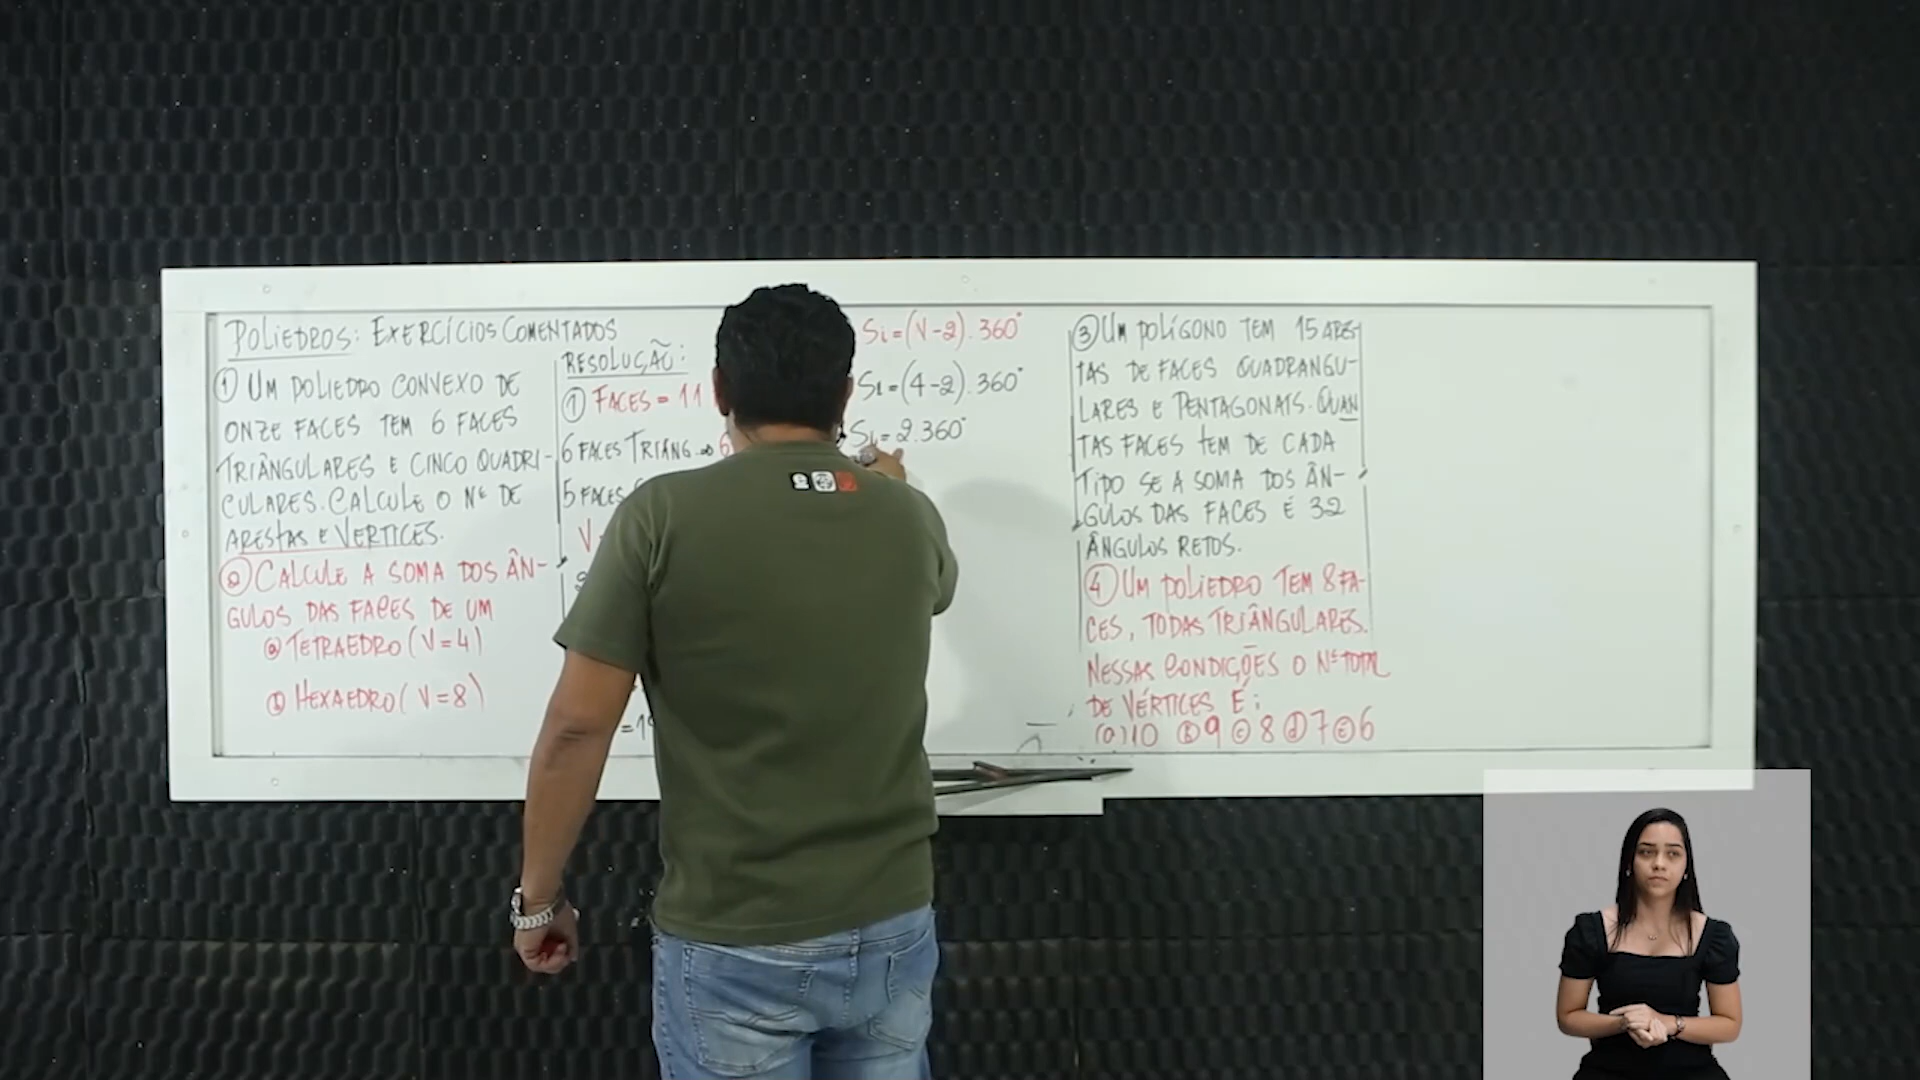 POLIEDROS: EXERCÍCIOS COMENTADOS
① UM POLIEDRO CONVEXO DE
ONZE FACES TEM 6 FACES
TRIÂNGULARES E CINCO QUADRI-
CULARES. CALCULE O Nº DE
ARESTAS E VERTICES.
② CALCULE A SOMA DOS ÂN-
GULOS DAS FACES DE UM
ⓐ TETRAEDRO (V=4)
ⓑ HEXAEDRO (V=8)
RESOLUÇÃO:
① FACES = 11
6 FACES TRIÂNG. → 6
5 FACES
V
2
=19
Si=(V-2).360°
Si=(4-2).360°
Si=2.360°
③ UM POLÍGONO TEM 15 ARES-
TAS DE FACES QUADRANGU-
LARES E PENTAGONAIS. QUAN
TAS FACES TEM DE CADA
TIPO SE A SOMA DOS ÂN-
GULOS DAS FACES É 32
ÂNGULOS RETOS.
④ UM POLIEDRO TEM 8 FA-
CES, TODAS TRIÂNGULARES.
NESSAS CONDIÇÕES O Nº TOTAL
DE VÉRTICES É:
(a) 10 ⓑ 9 ⓒ 8 ⓓ 7 ⓔ 6